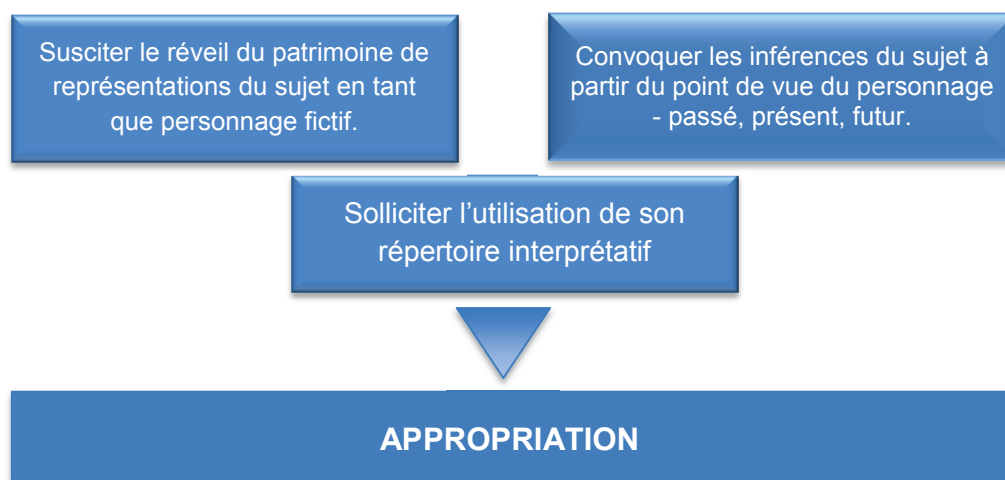 Susciter le réveil du patrimoine de
représentations du sujet en tant
que personnage fictif.
Convoquer les inférences du sujet à
partir du point de vue du personnage
- passé, présent, futur.
Solliciter l’utilisation de son
répertoire interprétatif
APPROPRIATION